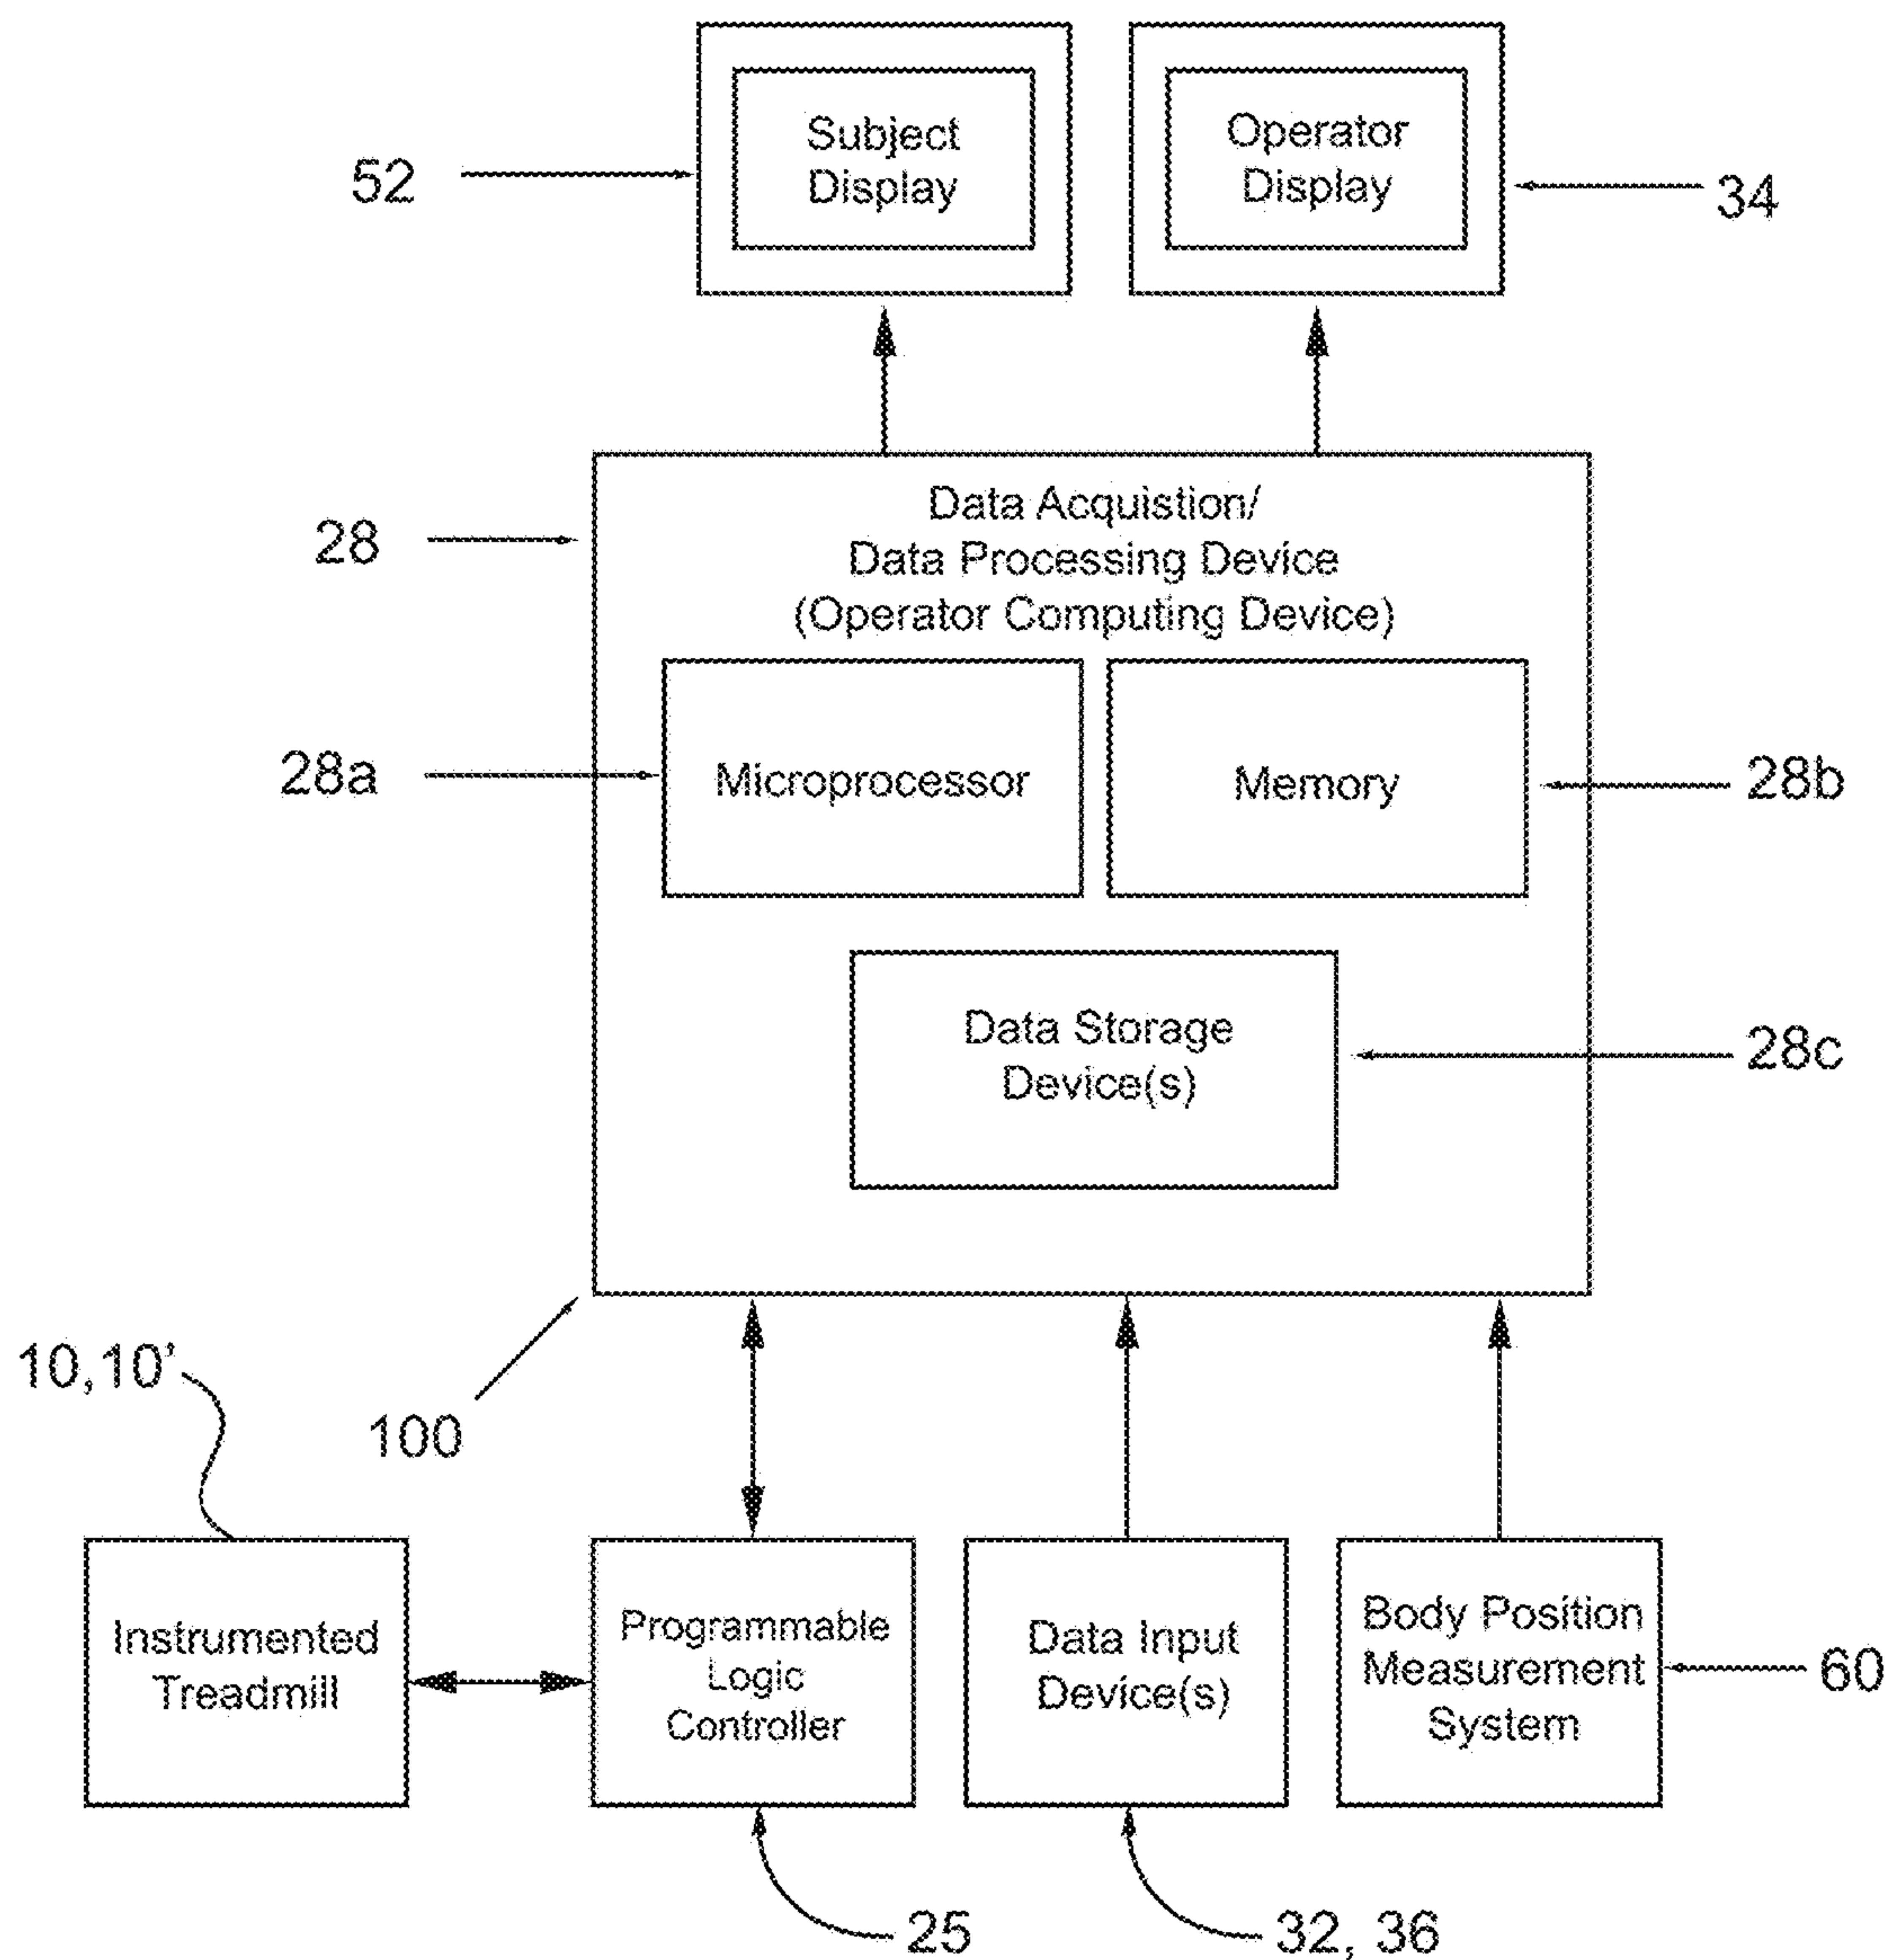 Subject
Display
Operator
Display
52
34
Data Acquistion/
Data Processing Device
(Operator Computing Device)
28
Microprocessor
Memory
28a
28b
Data Storage
Device(s)
28c
10,10'
100
Instrumented
Treadmill
Programmable
Logic
Controller
Data Input
Device(s)
Body Position
Measurement
System
60
25
32, 36